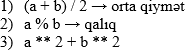 1) (a + b) / 2 → orta qiymət
2) a % b → qalıq
3) a ** 2 + b ** 2